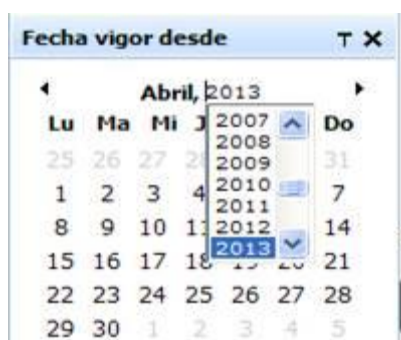 Fecha vigor desde
Abril, 2013
Lu Ma Mi J Do
25 26 27 31
1 2 3 4 7
8 9 10 14
15 16 17 21
22 23 24 25 26 27 28
29 30 1 2 3 4 5
2007
2008
2009
2010
2011
2012
2013